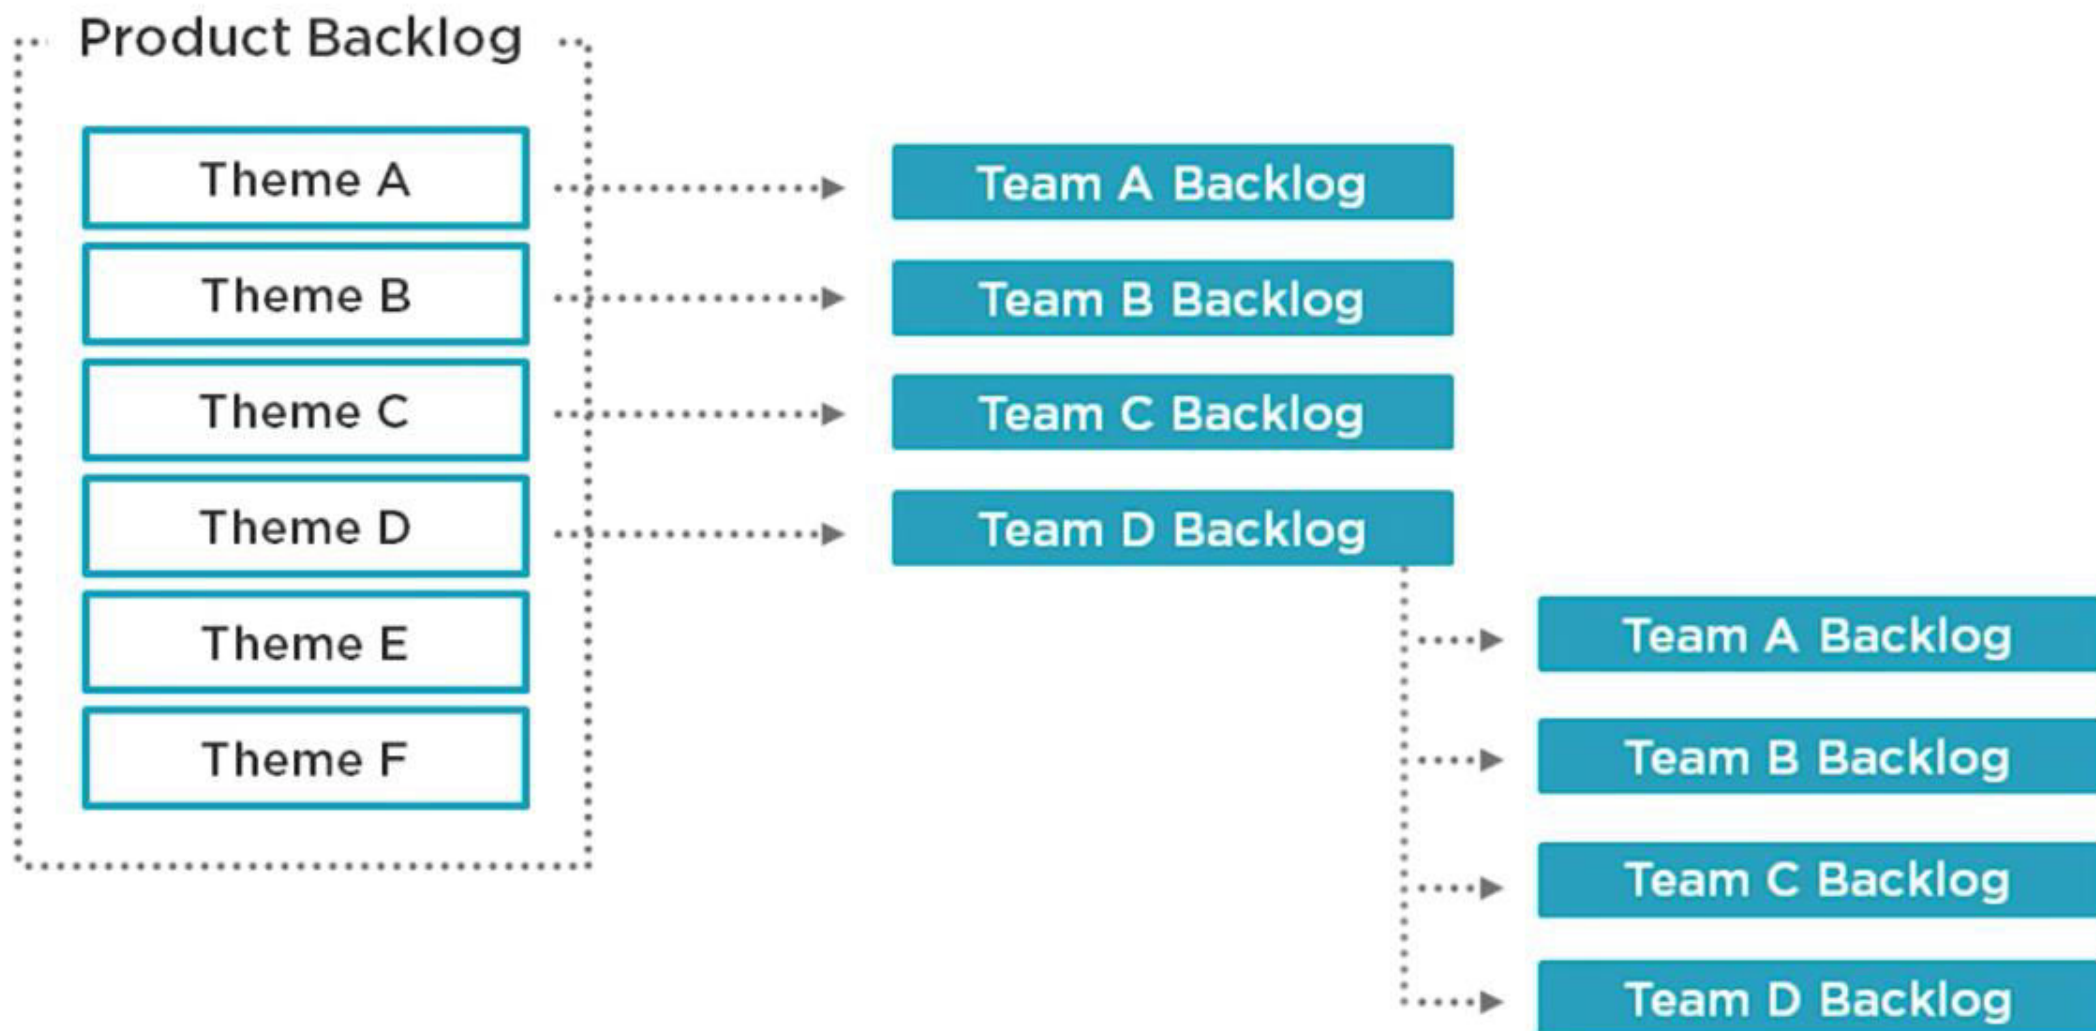 Product Backlog
Theme A
Theme B
Theme C
Theme D
Theme E
Theme F
Team A Backlog
Team B Backlog
Team C Backlog
Team D Backlog
Team A Backlog
Team B Backlog
Team C Backlog
Team D Backlog